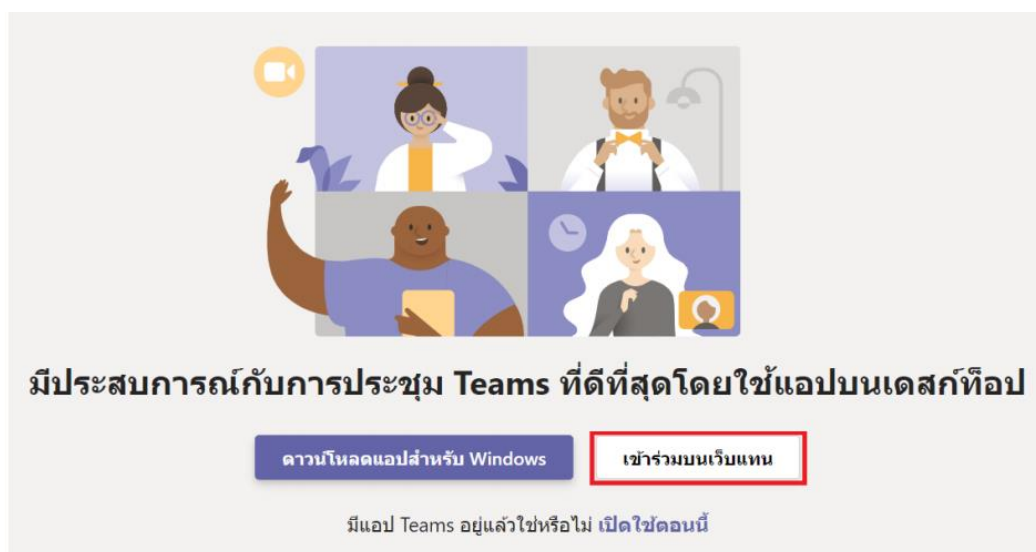 มีประสบการณ์กับการประชุม Teams ที่ดีที่สุดโดยใช้แอปบนเดสก์ท็อป
ดาวน์โหลดแอปสำหรับ Windows
เข้าร่วมบนเว็บแทน
มีแอป Teams อยู่แล้วใช่หรือไม่ เปิดใช้ตอนนี้